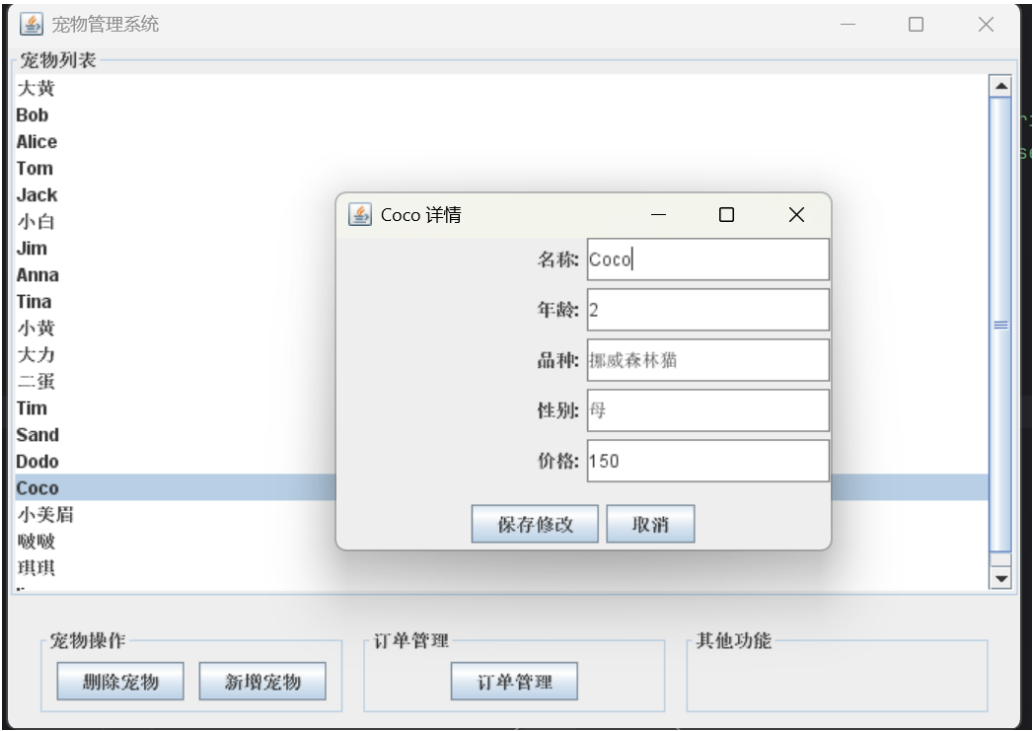 宠物管理系统
宠物列表
大黄
Bob
Alice
Tom
Jack
小白
Jim
Anna
Tina
小黄
大力
二蛋
Tim
Sand
Dodo
Coco
小美眉
啵啵
琪琪
Coco 详情
名称: Coco
年龄: 2
品种: 挪威森林猫
性别: 母
价格: 150
保存修改 取消
宠物操作 订单管理 其他功能
删除宠物 新增宠物 订单管理